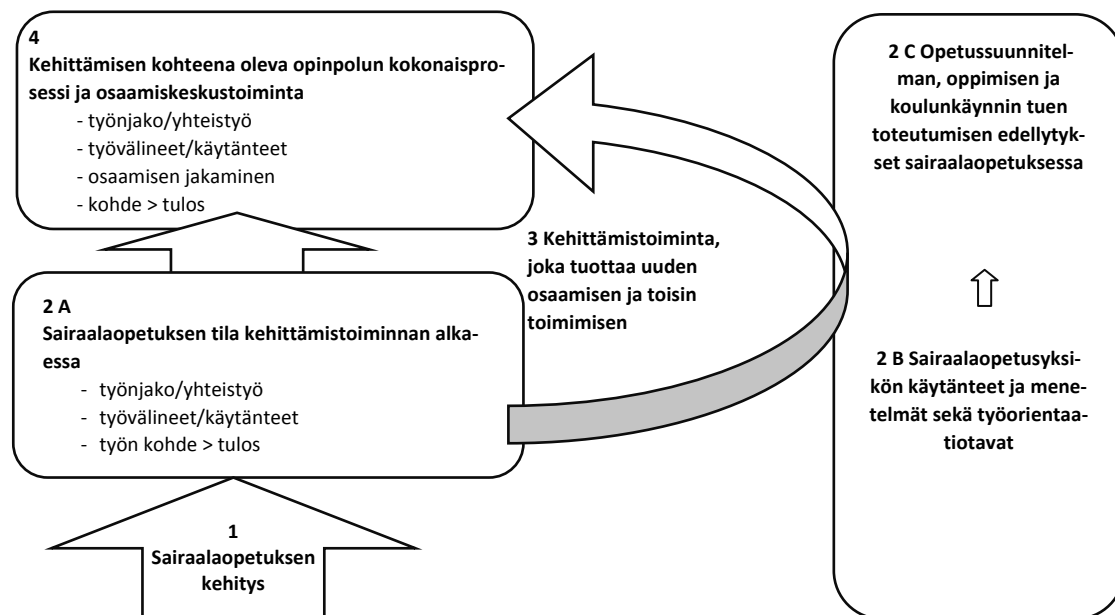 4
Kehittämisen kohteena oleva opinpolun kokonaispro-
sessi ja osaamiskeskustoiminta
- työnjako/yhteistyö
- työvälineet/käytänteet
- osaamisen jakaminen
- kohde > tulos
2 A
Sairaalaopetuksen tila kehittämistoiminnan alka-
essa
- työnjako/yhteistyö
- työvälineet/käytänteet
- työn kohde > tulos
1
Sairaalaopetuksen
kehitys
3 Kehittämistoiminta,
joka tuottaa uuden
osaamisen ja toisin
toimimisen
2 C Opetussuunnitel-
man, oppimisen ja
koulunkäynnin tuen
toteutumisen edellytyk-
set sairaalaopetuksessa
2 B Sairaalaopetusyksi-
kön käytänteet ja mene-
telmät sekä työorientaa-
tiotavat